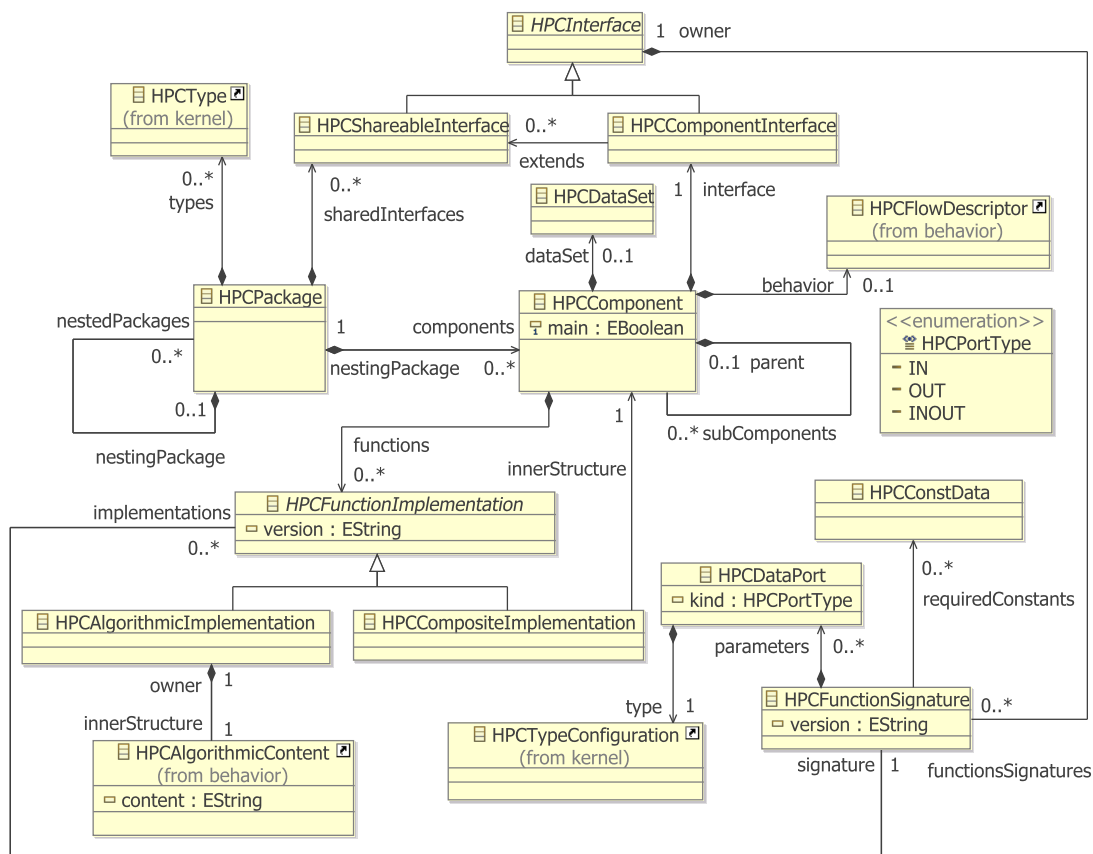 HPCInterface
1 owner
HPCType
(from kernel)
HPCShareableInterface
0..*
extends
HPCComponentInterface
0..*
types
0..*
sharedInterfaces
HPCDataSet
1
interface
HPCFlowDescriptor
(from behavior)
dataSet
0..1
behavior
0..1
HPCPackage
HPCComponent
main : EBoolean
nestedPackages
0..*
1
components
nestingPackage
0..*
0..1
nestingPackage
0..1 parent
0..* subComponents
<<enumeration>>
HPCPortType
IN
OUT
INOUT
functions
0..*
1
innerStructure
implementations
0..*
HPCFunctionImplementation
version : EString
HPCConstData
0..*
requiredConstants
HPCDataPort
kind : HPCPortType
parameters
0..*
HPCAlgorithmicImplementation
HPCCompositeImplementation
owner
1
innerStructure
1
type
1
HPCFunctionSignature
version : EString
0..*
functionsSignatures
signature
1
HPCTypeConfiguration
(from kernel)
HPCAlgorithmicContent
(from behavior)
content : EString